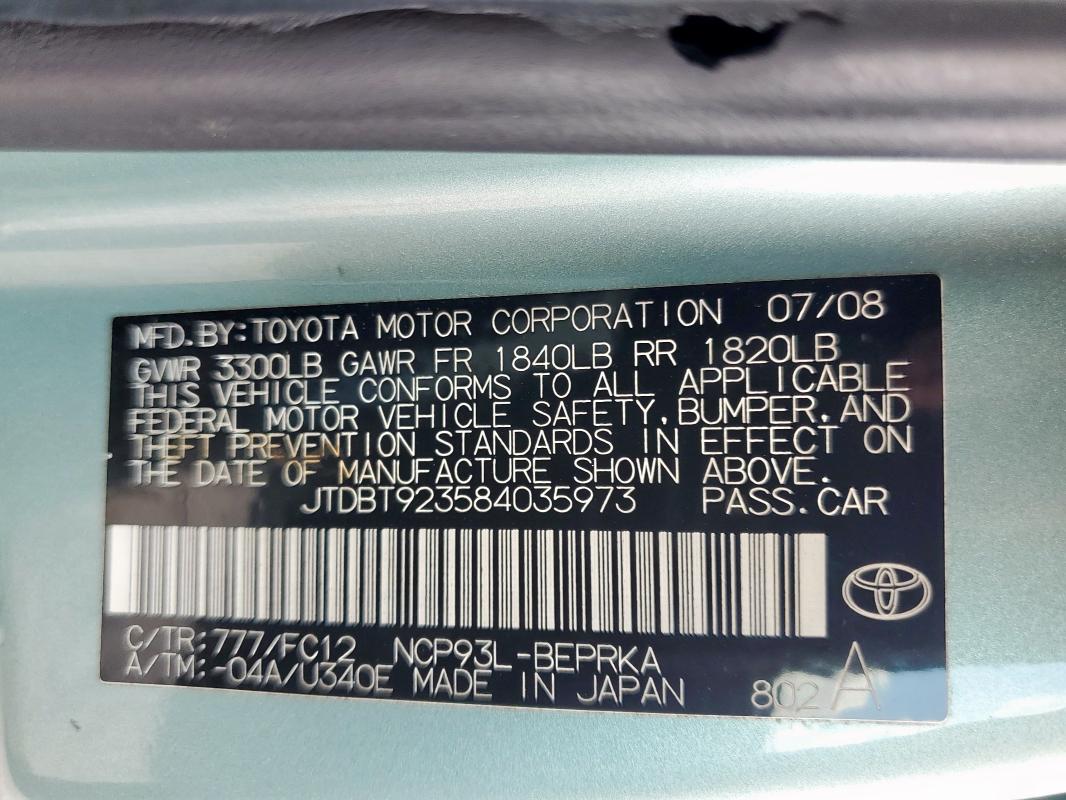 MFD.BY:TOYOTA MOTOR CORPORATION 07/08
GVWR 3300LB GAWR FR 1840LB RR 1820LB
THIS VEHICLE CONFORMS TO ALL APPLICABLE
FEDERAL MOTOR VEHICLE SAFETY, BUMPER, AND
THEFT PREVENTION STANDARDS IN EFFECT ON
THE DATE OF MANUFACTURE SHOWN ABOVE.
JTDBT923584035973 PASS.CAR
C/TR:777/FC12 NCP93L-BEPRKA
A/TM:-04A/U340E MADE IN JAPAN 802 A